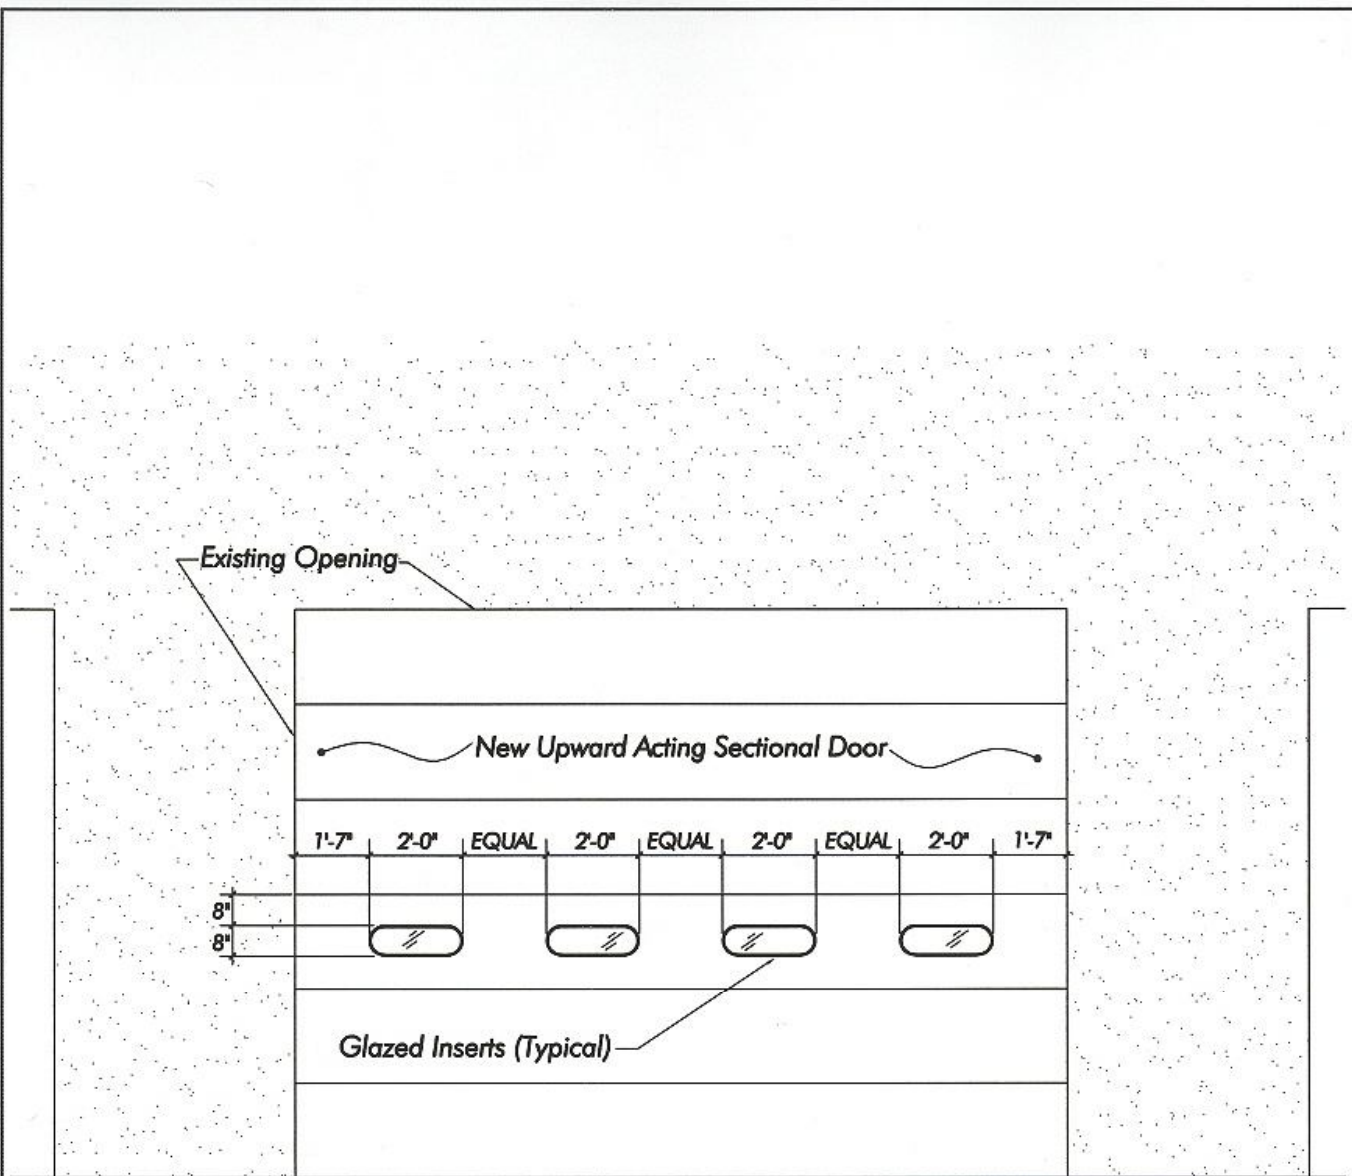 Existing Opening
New Upward Acting Sectional Door
1'-7" 2'-0" EQUAL 2'-0" EQUAL 2'-0" EQUAL 2'-0" 1'-7"
8"
8"
Glazed Inserts (Typical)